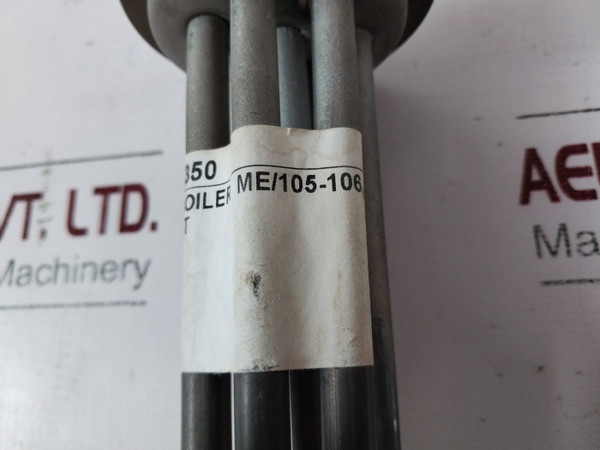 350
OILER
T
ME/105-106
VT. LTD.
Machinery
AE
Ma